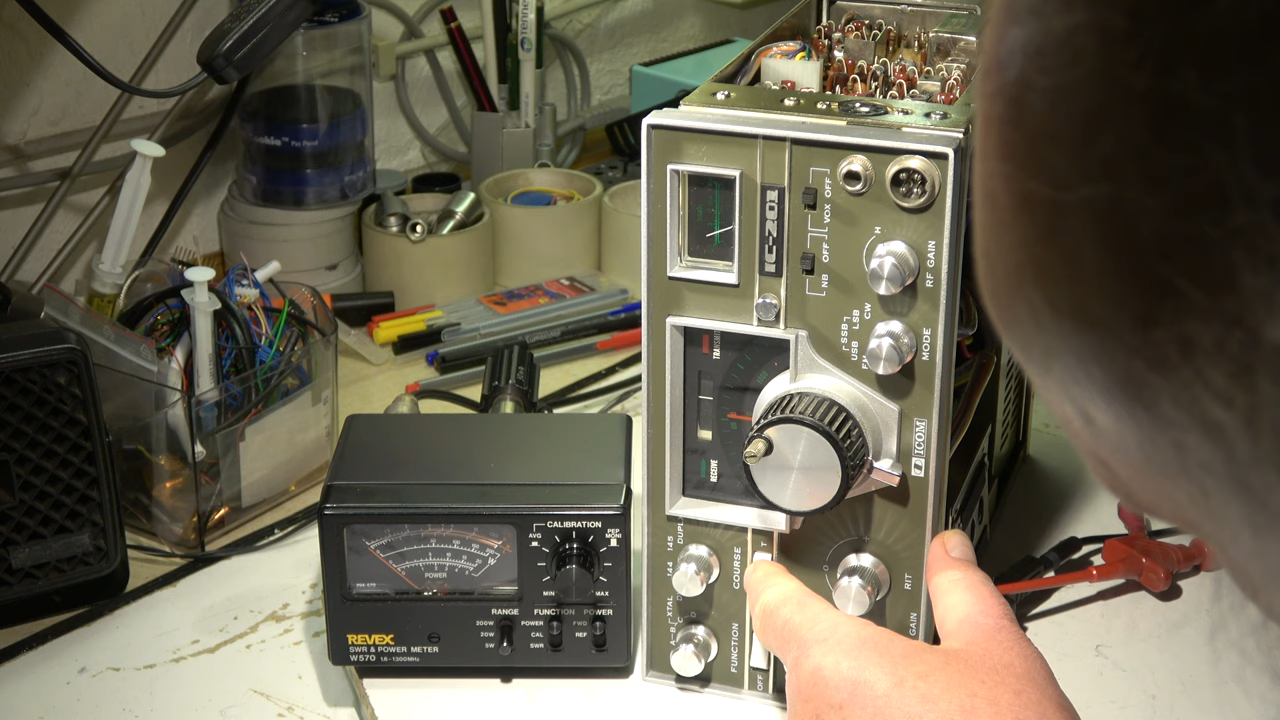 CALIBRATION
AVG
PEP
MONI
MIN
MAX
POWER
RANGE
FUNCTION
POWER
200W
POWER
FWD
20W
CAL
REF
5W
SWR
REVEX
SWR & POWER METER
W570 1.6-1300MHz
IC-201
VOX OFF
NB OFF
H
RF GAIN
SSB
USB LSB CW
MODE
TRANSMIT
RECEIVE
ICOM
144 145 DUPL
COURSE
T
A-B
XTAL
FUNCTION
OFF
RIT
GAIN